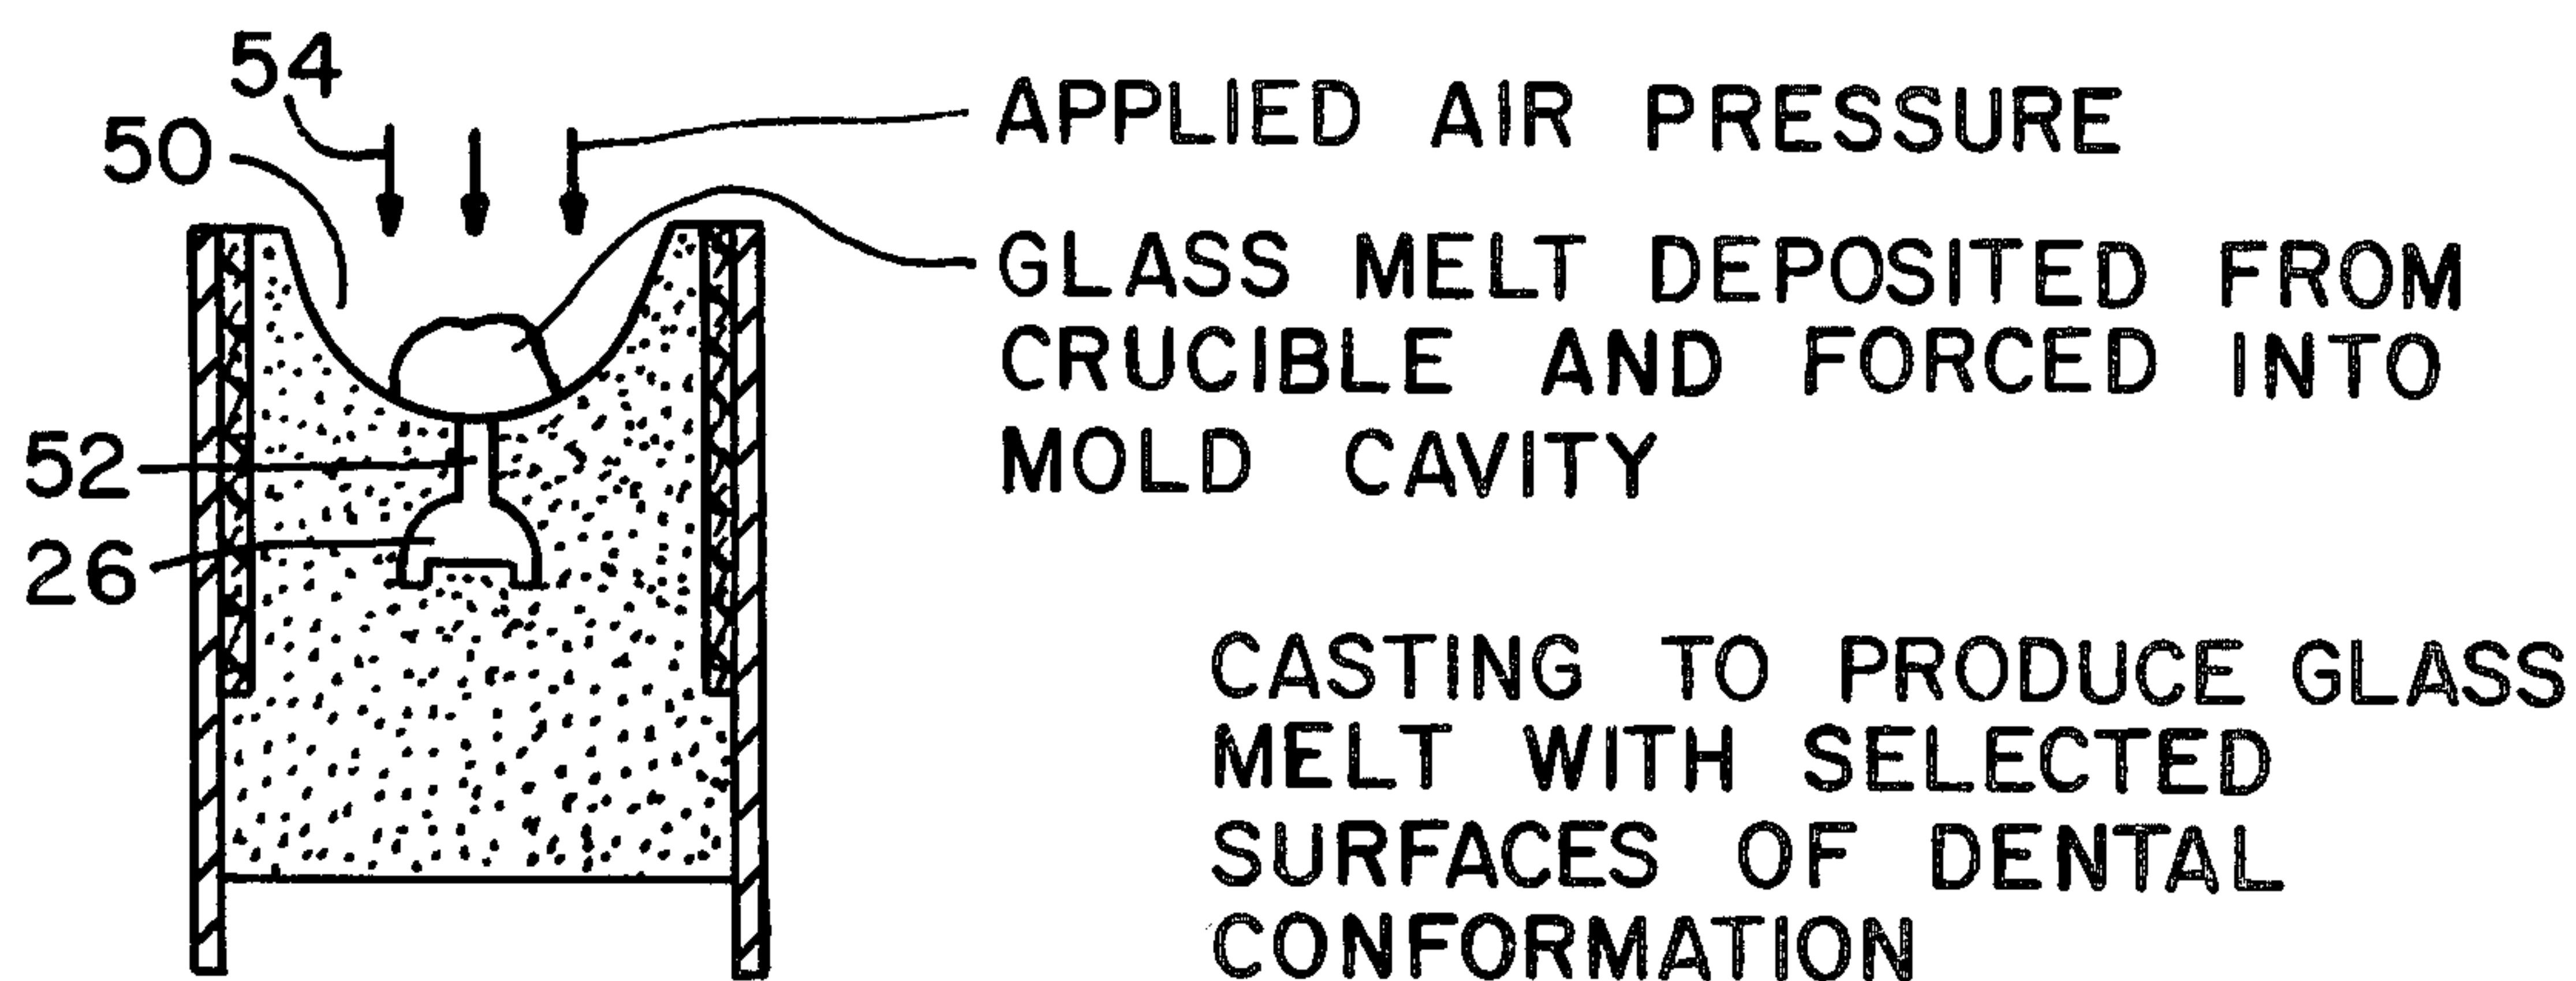 54
50
52
26
APPLIED AIR PRESSURE
GLASS MELT DEPOSITED FROM
CRUCIBLE AND FORCED INTO
MOLD CAVITY
CASTING TO PRODUCE GLASS
MELT WITH SELECTED
SURFACES OF DENTAL
CONFORMATION